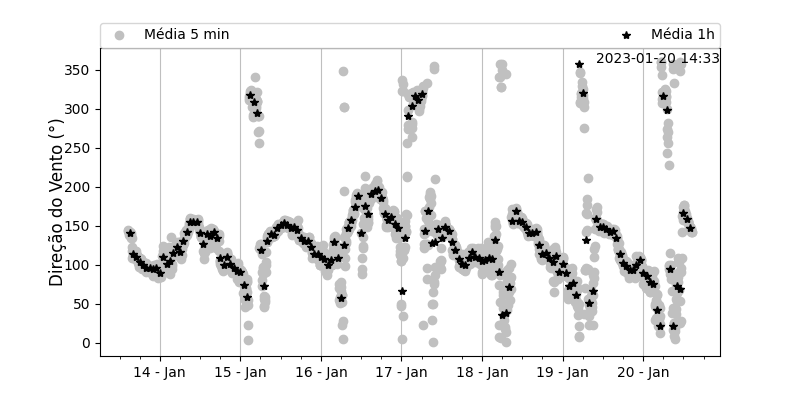 Média 5 min
Média 1h
2023-01-20 14:33
Direção do Vento (°)
350
300
250
200
150
100
50
0
14 - Jan
15 - Jan
16 - Jan
17 - Jan
18 - Jan
19 - Jan
20 - Jan